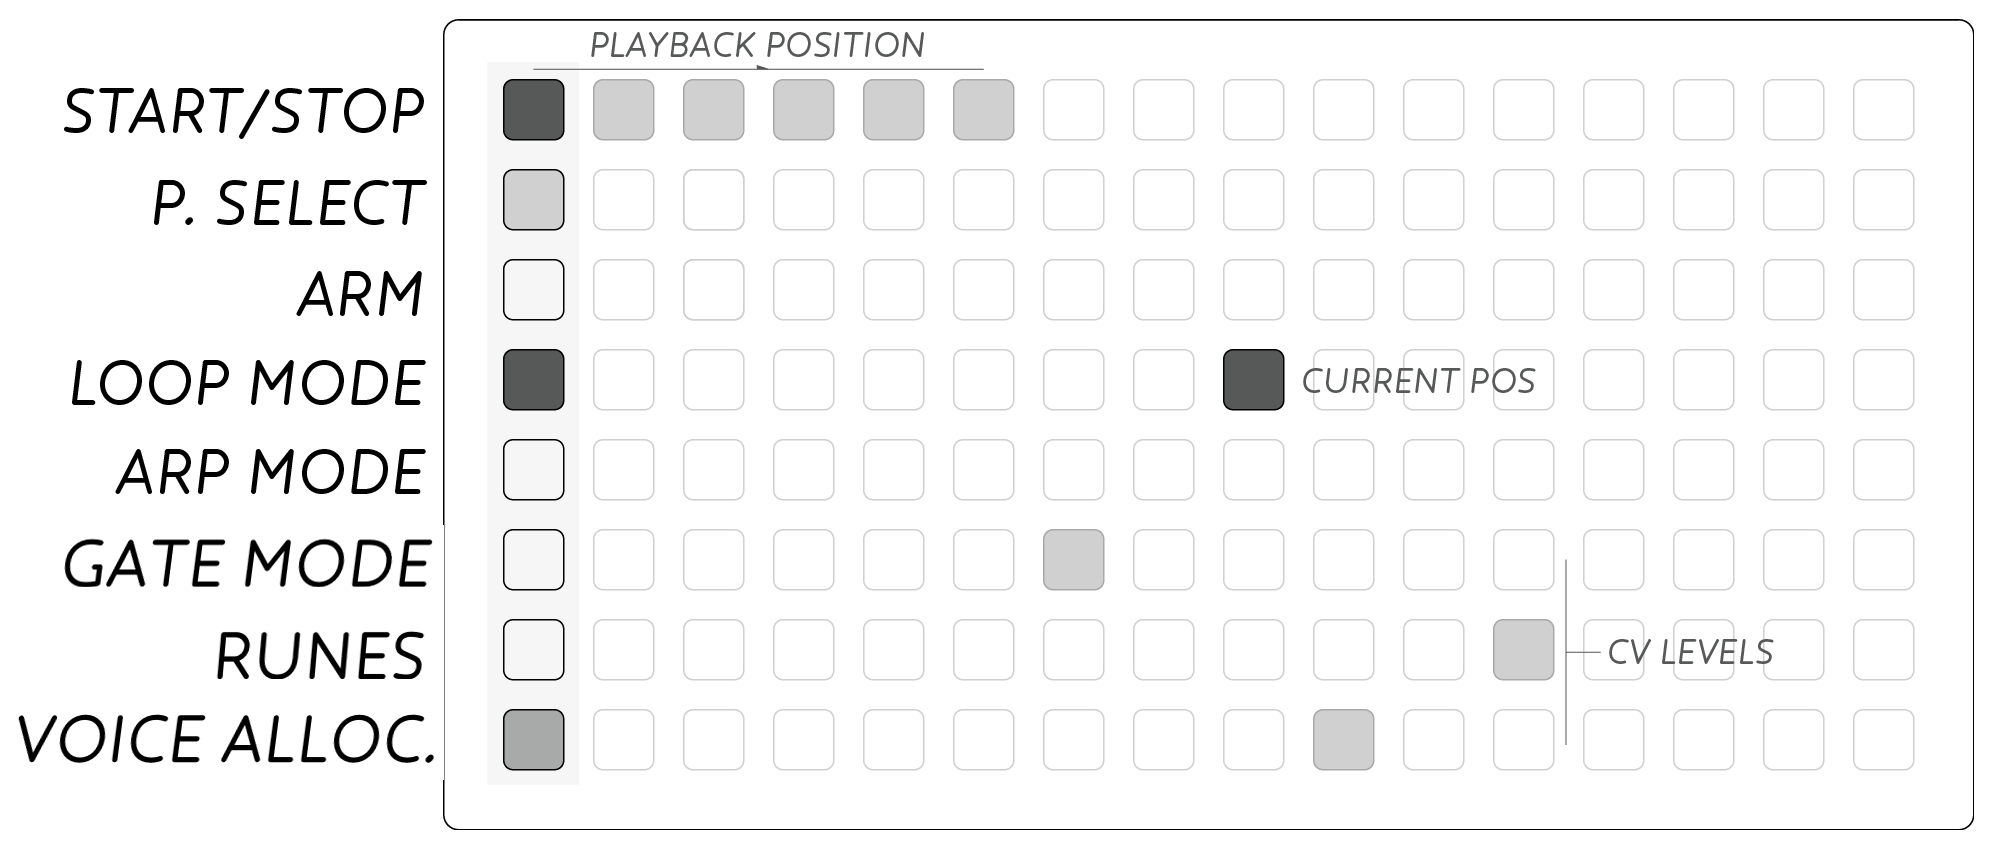 PLAYBACK POSITION
START/STOP
P. SELECT
ARM
LOOP MODE
CURRENT POS
ARP MODE
GATE MODE
RUNES
CV LEVELS
VOICE ALLOC.